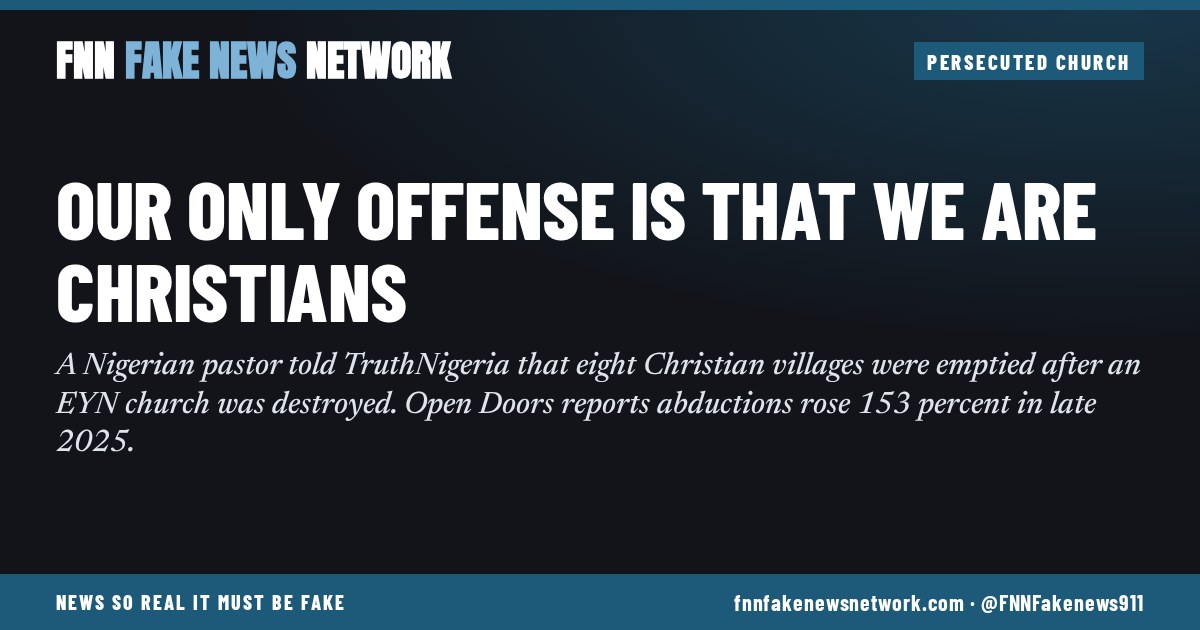 FNN FAKE NEWS NETWORK
PERSECUTED CHURCH
OUR ONLY OFFENSE IS THAT WE ARE
CHRISTIANS
A Nigerian pastor told TruthNigeria that eight Christian villages were emptied after an
EYN church was destroyed. Open Doors reports abductions rose 153 percent in late
2025.
NEWS SO REAL IT MUST BE FAKE
fnnfakenewsnetwork.com · @FNNFakenews911